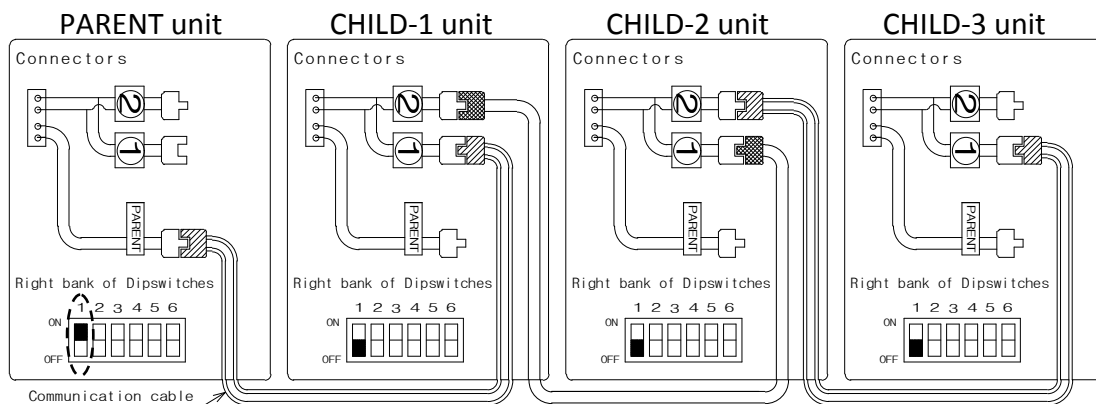 PARENT unit CHILD-1 unit CHILD-2 unit CHILD-3 unit
Connectors Connectors Connectors Connectors
2 2 2 2
1 1 1 1
PARENT PARENT PARENT PARENT
Right bank of Dipswitches Right bank of Dipswitches Right bank of Dipswitches Right bank of Dipswitches
1 2 3 4 5 6 1 2 3 4 5 6 1 2 3 4 5 6 1 2 3 4 5 6
ON ON ON ON
OFF OFF OFF OFF
Communication cable